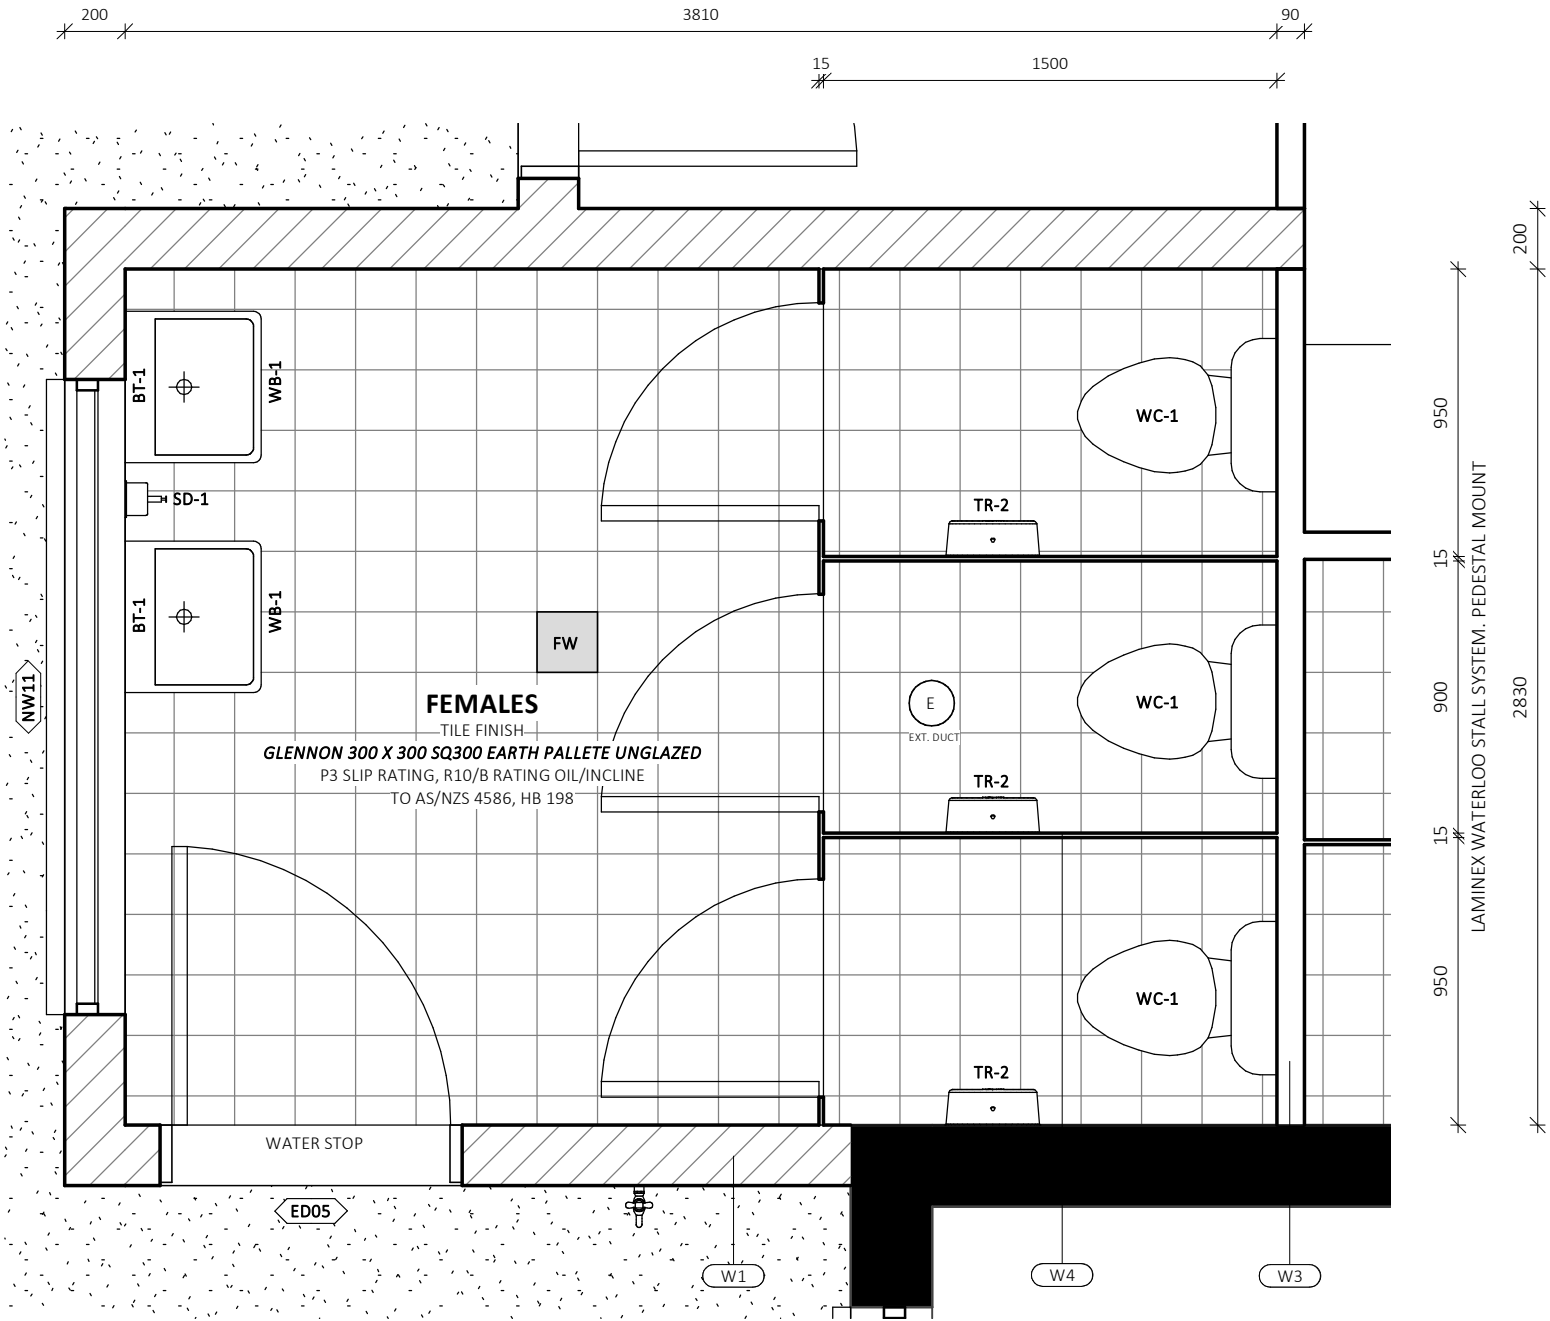 200
3810
90
15
1500
200
BT-1
WB-1
WC-1
950
SD-1
TR-2
15
BT-1
WB-1
FW
LAMINEX WATERLOO STALL SYSTEM. PEDESTAL MOUNT
NW11
FEMALES
TILE FINISH
GLENNON 300 X 300 SQ300 EARTH PALLETE UNGLAZED
P3 SLIP RATING, R10/B RATING OIL/INCLINE
TO AS/NZS 4586, HB 198
E
EXT. DUCT
WC-1
900
2830
TR-2
15
WC-1
950
TR-2
WATER STOP
ED05
W1
W4
W3